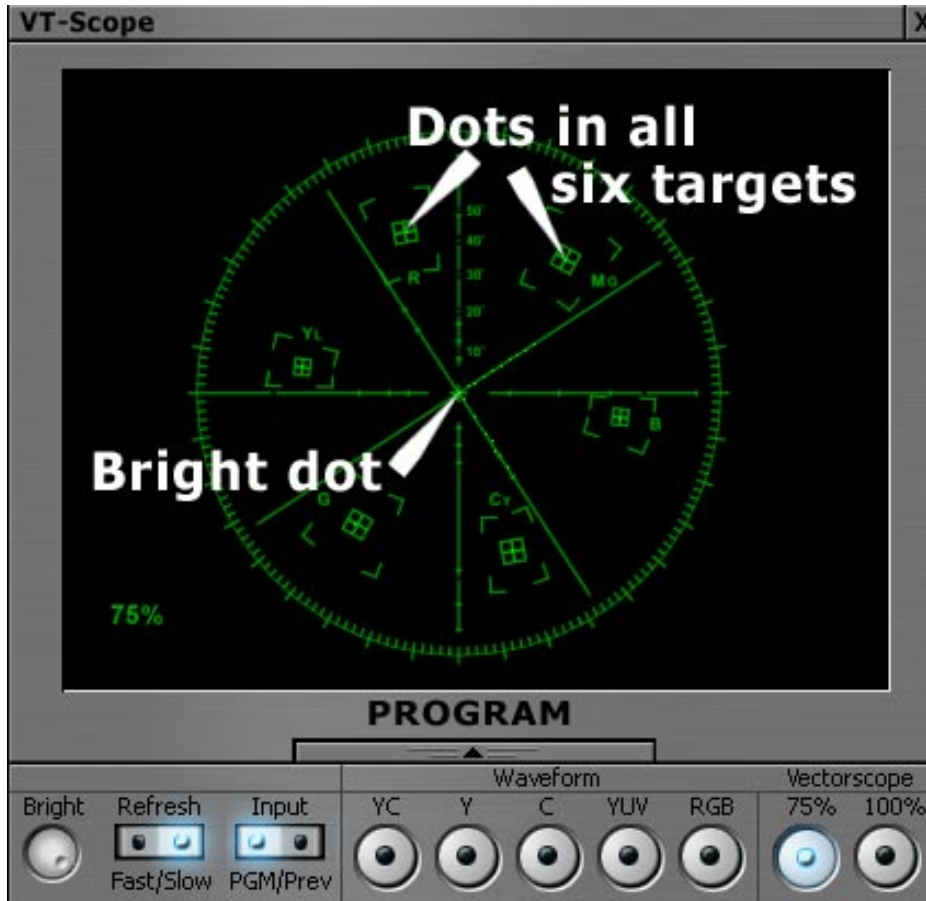 VT-Scope X
Dots in all
six targets
50°
40°
30°
20°
10°
R
MG
YL
B
Bright dot
G
CY
75%
PROGRAM
Waveform Vectorscope
Bright Refresh Input YC Y C YUV RGB 75% 100%
Fast/Slow PGM/Prev